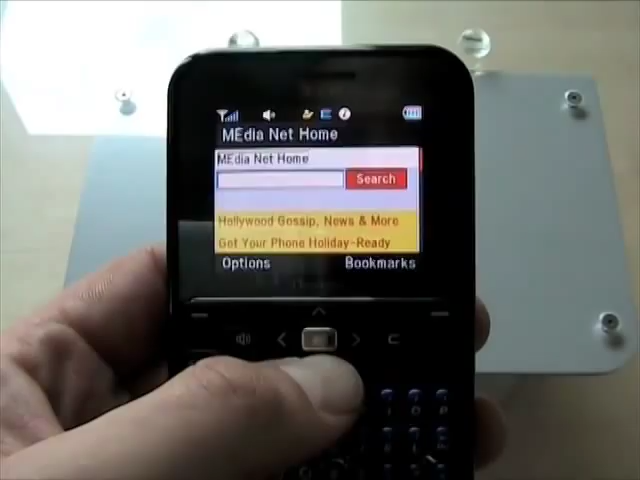 MEdia Net Home
MEdia Net Home
Search
Hollywood Gossip, News & More
Get Your Phone Holiday-Ready
Options Bookmarks